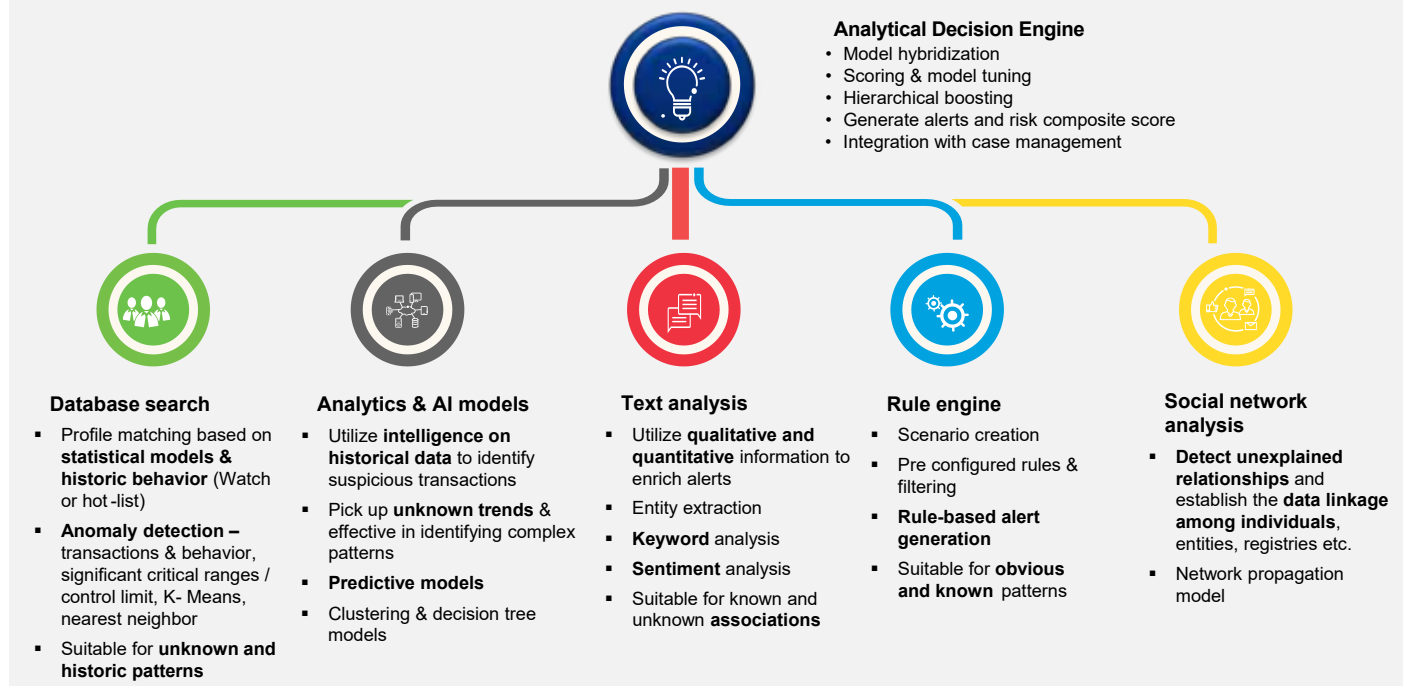 Analytical Decision Engine
• Model hybridization
• Scoring & model tuning
• Hierarchical boosting
• Generate alerts and risk composite score
• Integration with case management
Database search
▪ Profile matching based on
statistical models &
historic behavior (Watch
or hot-list)
▪ Anomaly detection –
transactions & behavior,
significant critical ranges /
control limit, K- Means,
nearest neighbor
▪ Suitable for unknown and
historic patterns
Analytics & AI models
▪ Utilize intelligence on
historical data to identify
suspicious transactions
▪ Pick up unknown trends &
effective in identifying complex
patterns
▪ Predictive models
▪ Clustering & decision tree
models
Text analysis
▪ Utilize qualitative and
quantitative information to
enrich alerts
▪ Entity extraction
▪ Keyword analysis
▪ Sentiment analysis
▪ Suitable for known and
unknown associations
Rule engine
▪ Scenario creation
▪ Pre configured rules &
filtering
▪ Rule-based alert
generation
▪ Suitable for obvious
and known patterns
Social network
analysis
▪ Detect unexplained
relationships and
establish the data linkage
among individuals,
entities, registries etc.
▪ Network propagation
model